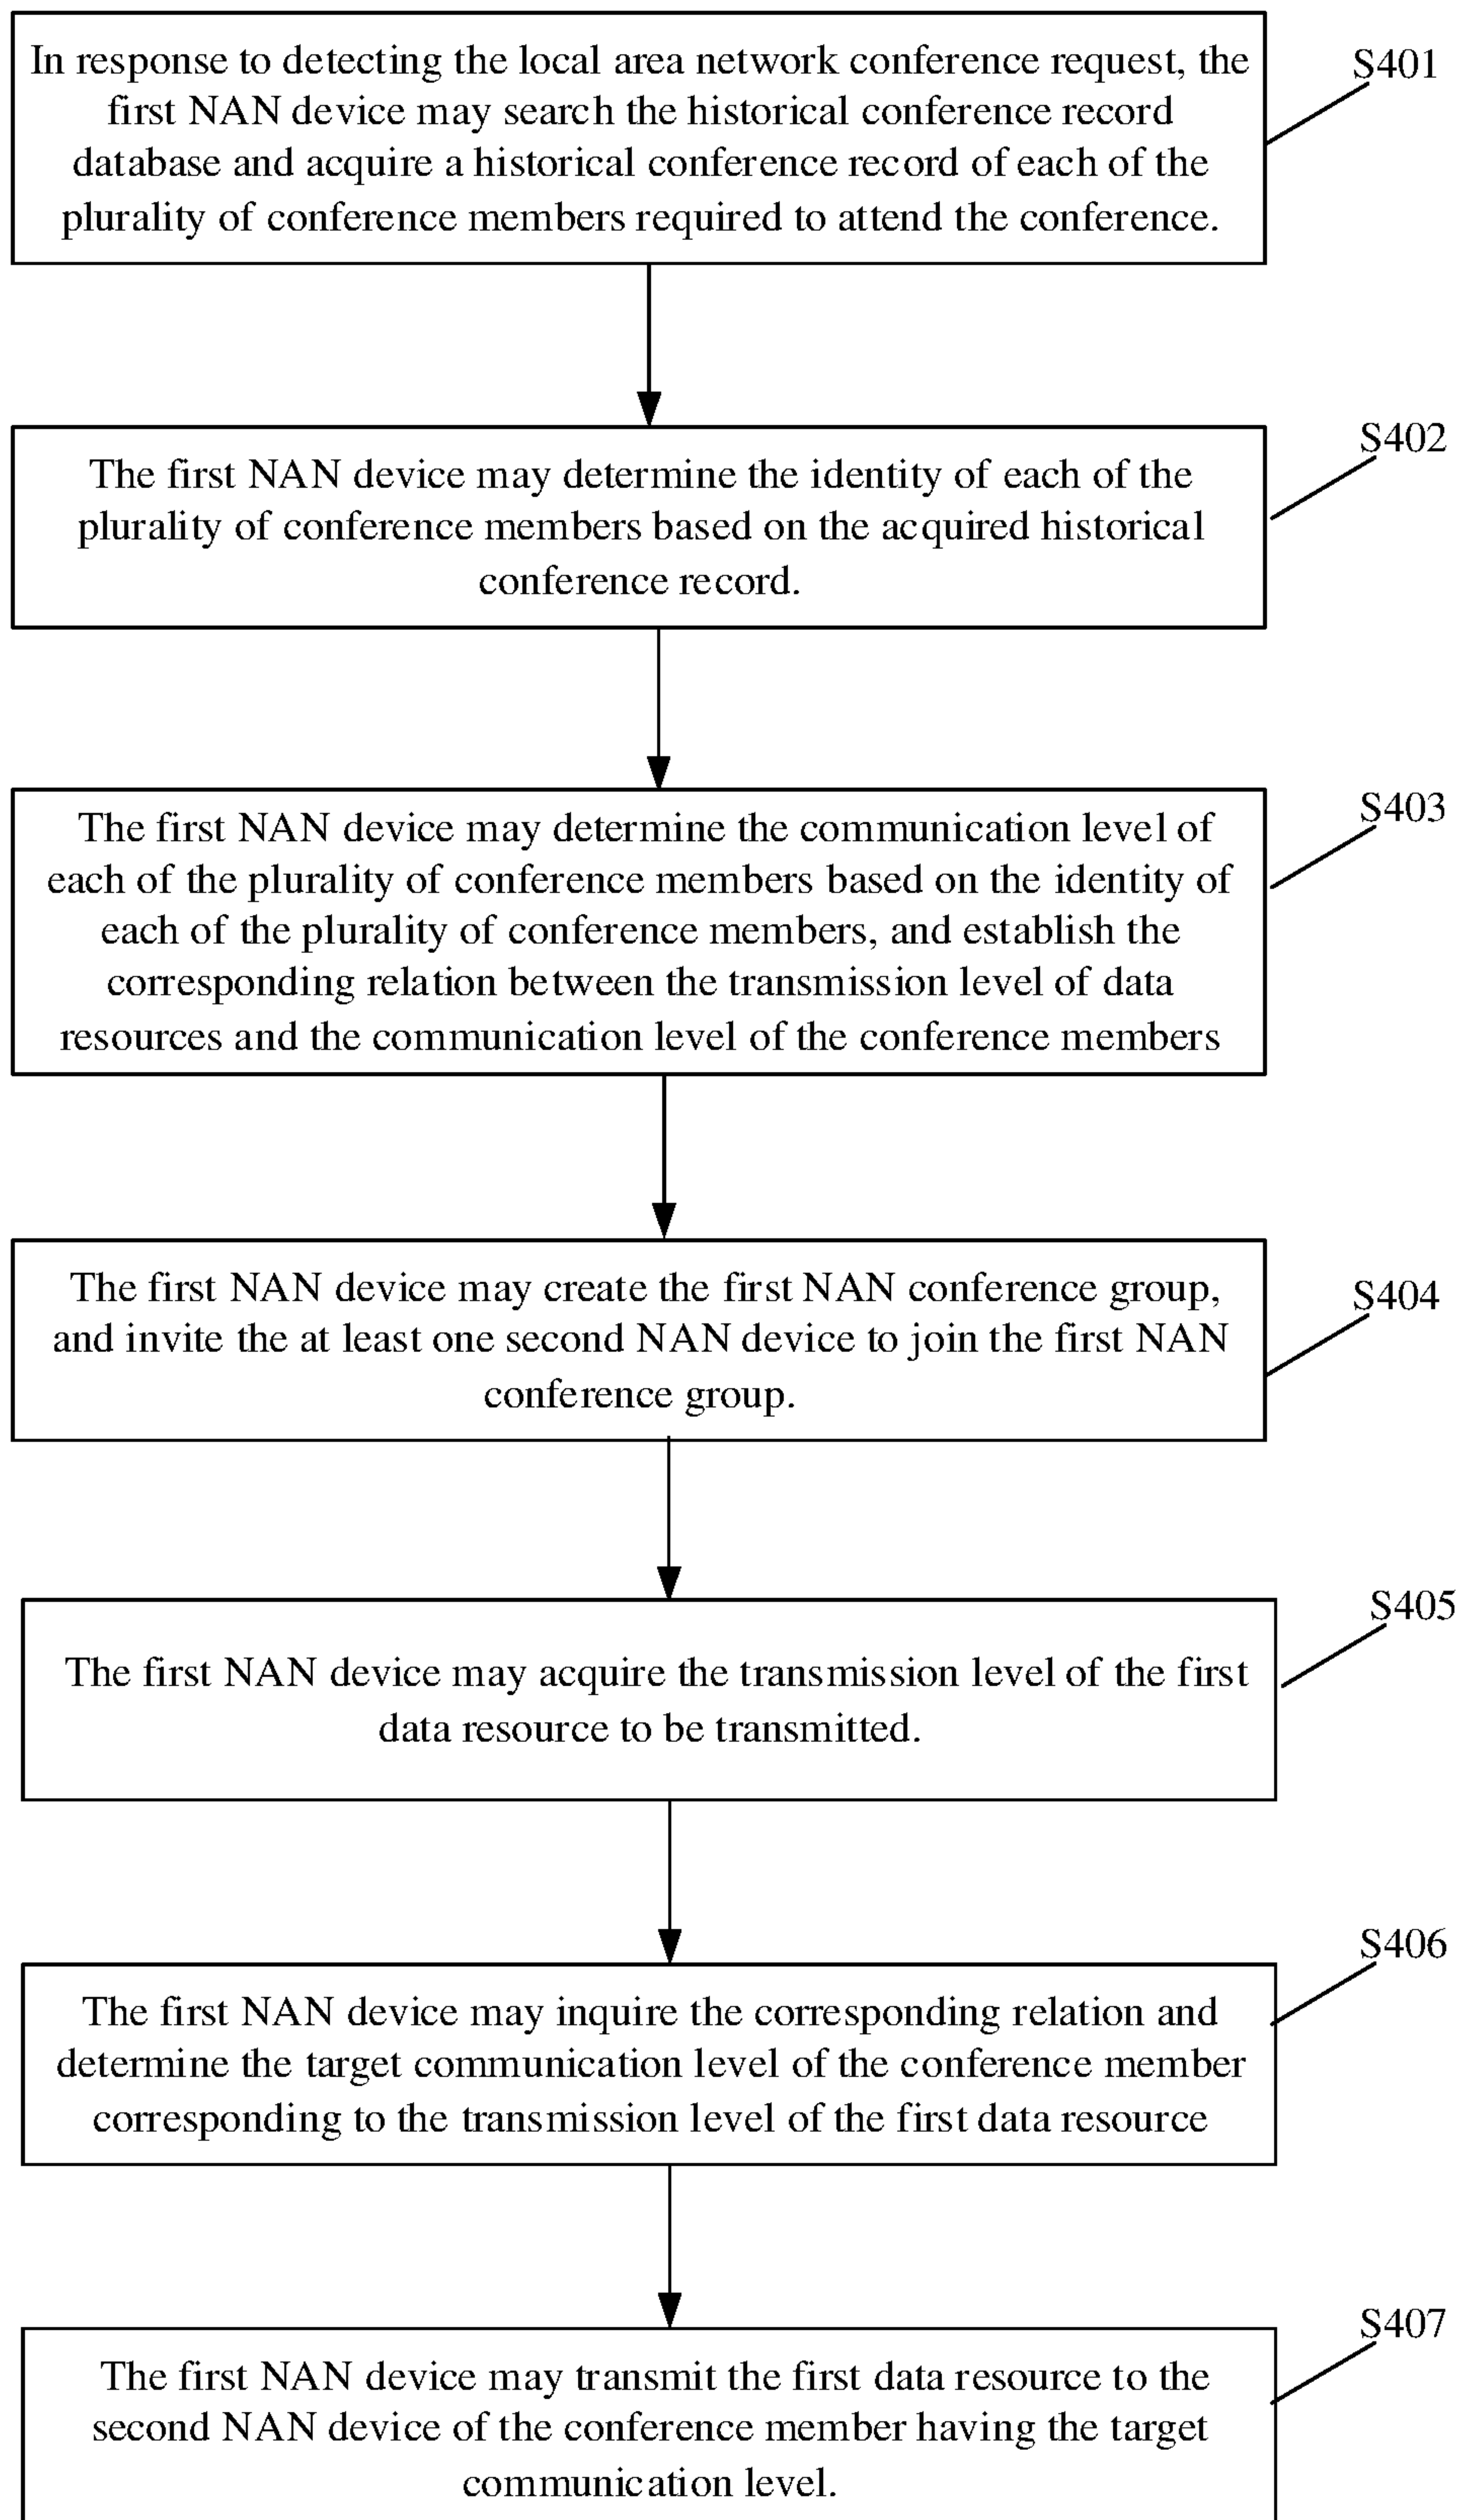 In response to detecting the local area network conference request, the
first NAN device may search the historical conference record
database and acquire a historical conference record of each of the
plurality of conference members required to attend the conference.
S401
The first NAN device may determine the identity of each of the
plurality of conference members based on the acquired historical
conference record.
S402
The first NAN device may determine the communication level of
each of the plurality of conference members based on the identity of
each of the plurality of conference members, and establish the
corresponding relation between the transmission level of data
resources and the communication level of the conference members
S403
The first NAN device may create the first NAN conference group,
and invite the at least one second NAN device to join the first NAN
conference group.
S404
The first NAN device may acquire the transmission level of the first
data resource to be transmitted.
S405
The first NAN device may inquire the corresponding relation and
determine the target communication level of the conference member
corresponding to the transmission level of the first data resource
S406
The first NAN device may transmit the first data resource to the
second NAN device of the conference member having the target
communication level.
S407